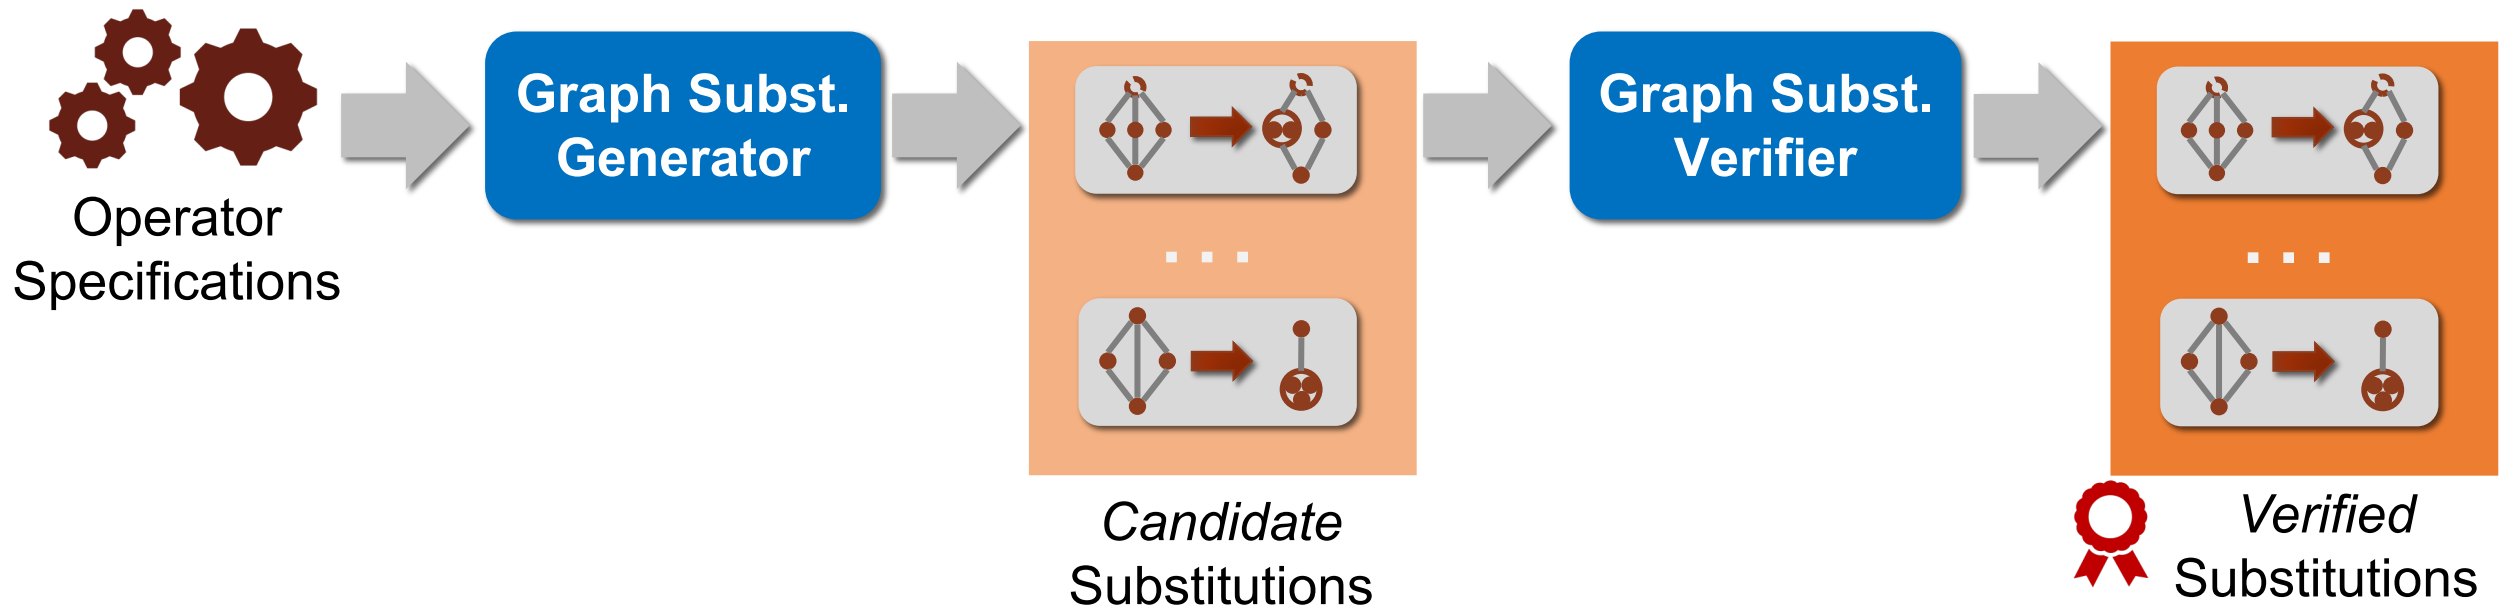 Operator
Specifications
Graph Subst.
Generator
Candidate
Substitutions
Graph Subst.
Verifier
Verified
Substitutions